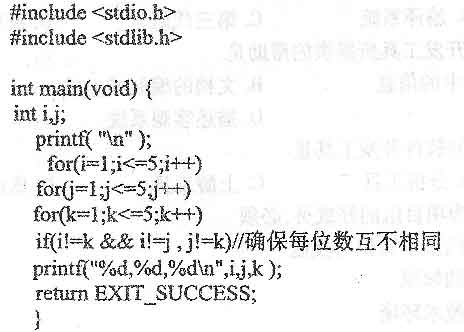 #include <stdio.h>
#include <stdlib.h>
int main(void) {
int i,j;
printf( "\n" );
for(i=1;i<=5;i++)
for(j=1;j<=5;j++)
for(k=1;k<=5;k++)
if(i!=k && i!=j , j!=k)//确保每位数互不相同
printf("%d,%d,%d\n",i,j,k );
return EXIT_SUCCESS;
}